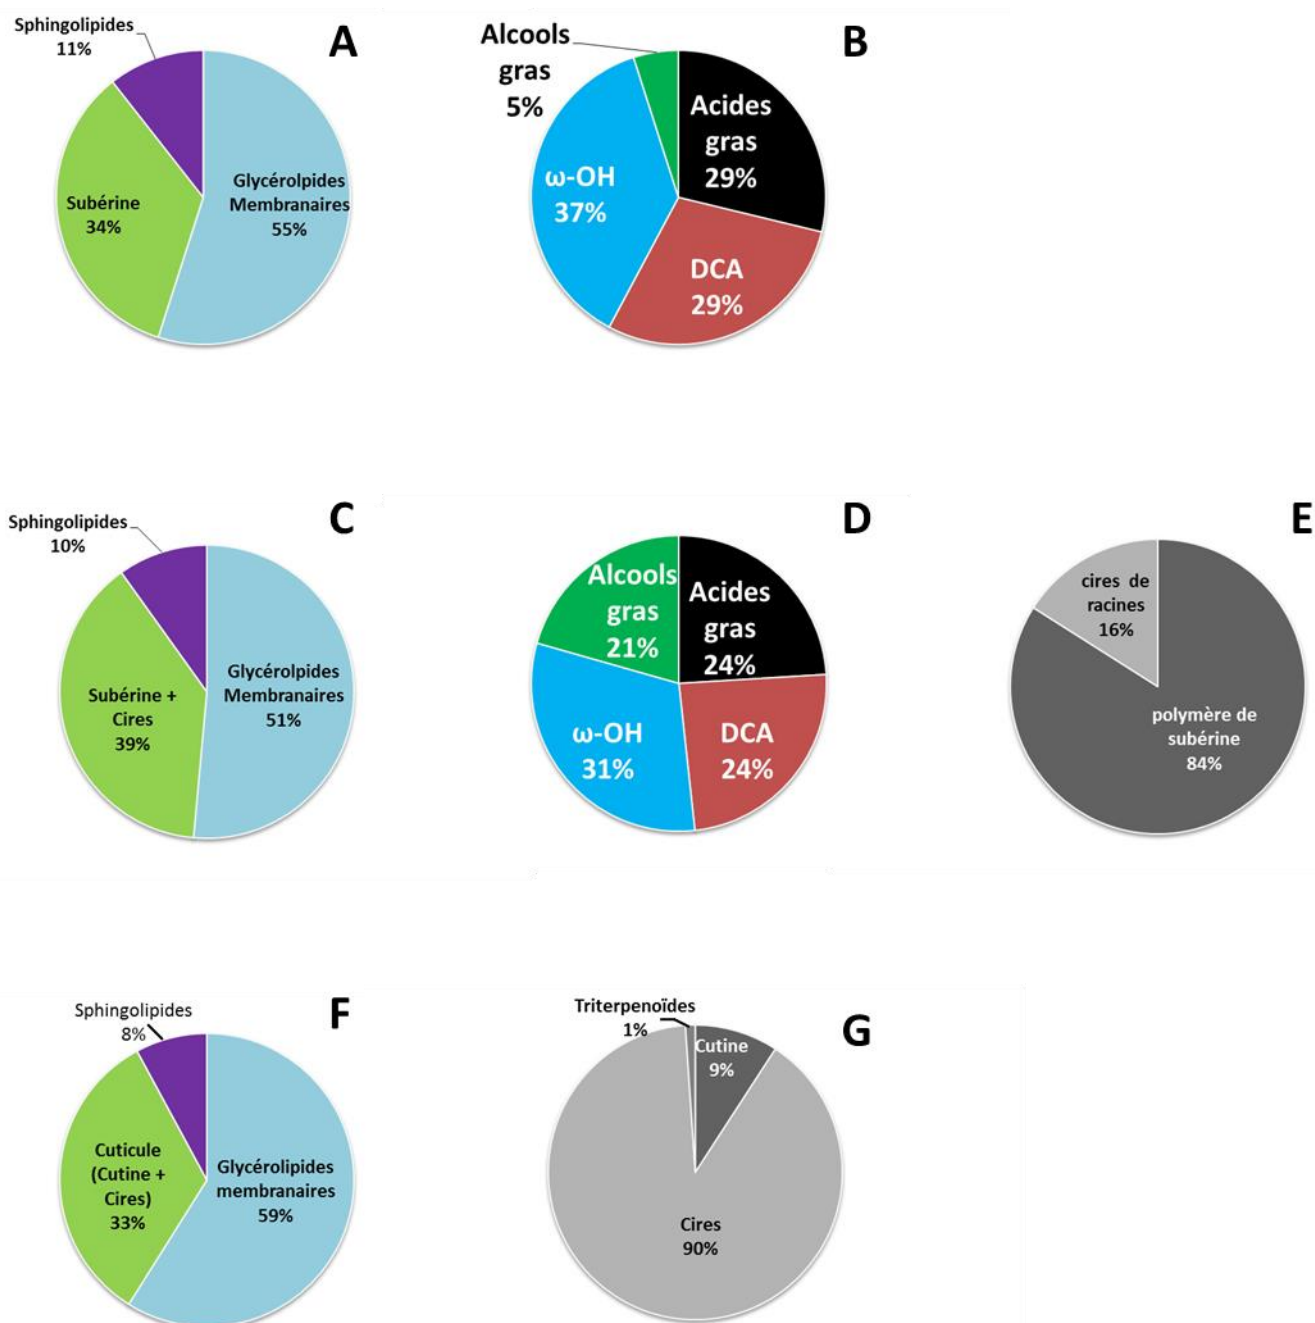 A
Sphingolipides
11%
Subérine
34%
Glycérolpides
Membranaires
55%
B
Alcools
gras
5%
Acides
gras
29%
ω-OH
37%
DCA
29%
C
Sphingolipides
10%
Subérine +
Cires
39%
Glycérolpides
Membranaires
51%
D
Alcools
gras
21%
Acides
gras
24%
ω-OH
31%
DCA
24%
E
cires de
racines
16%
polymère de
subérine
84%
F
Sphingolipides
8%
Cuticule
(Cutine +
Cires)
33%
Glycérolipides
membranaires
59%
G
Triterpenoïdes
1%
Cutine
9%
Cires
90%